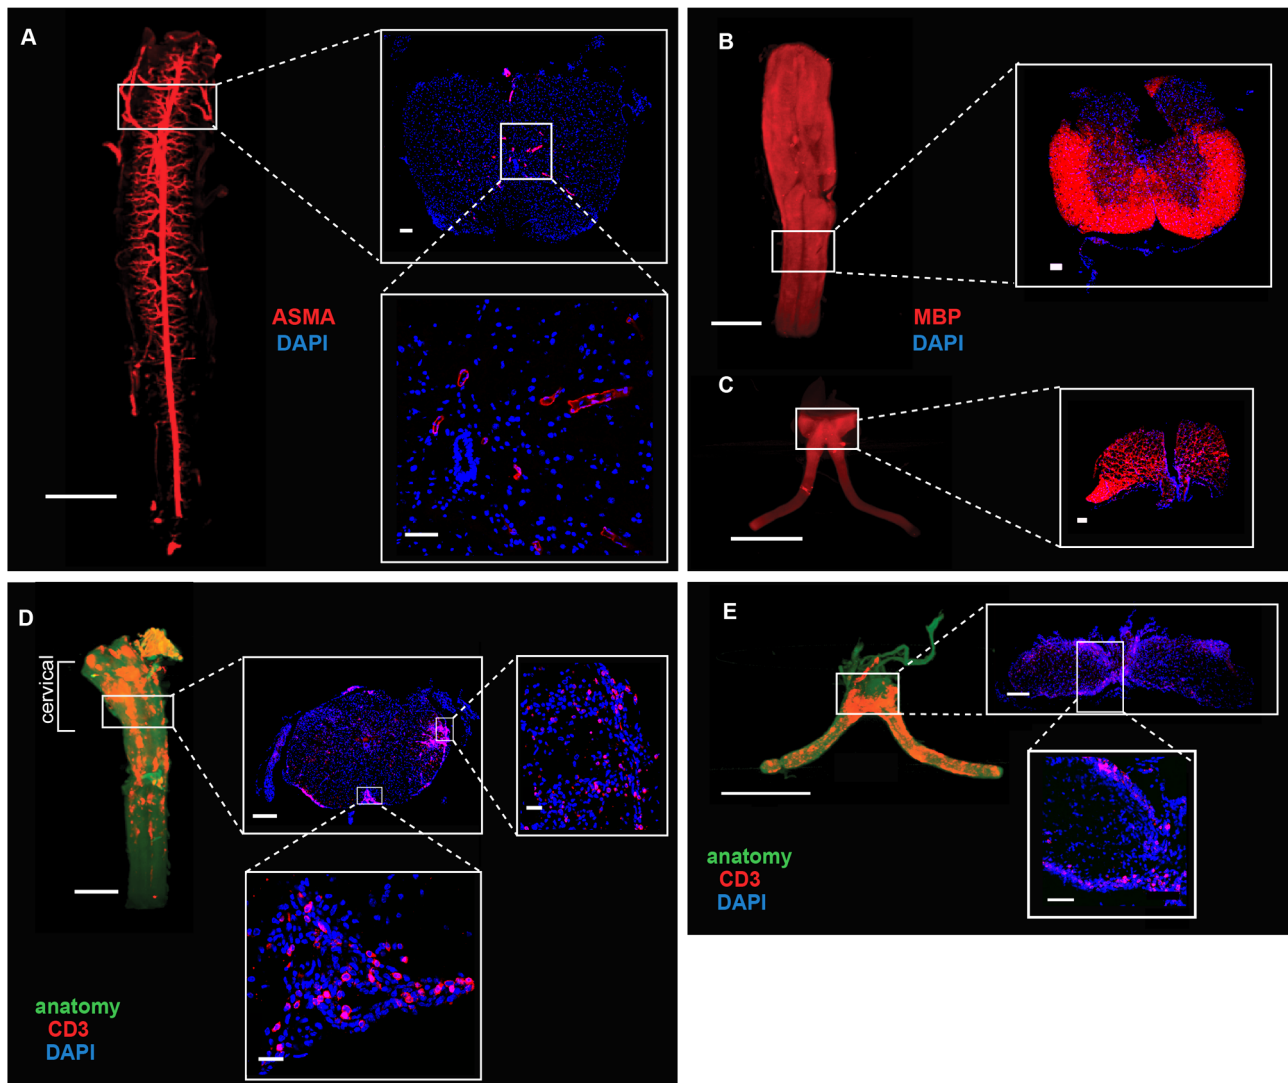 A
ASMA
DAPI
B
MBP
DAPI
C
D
cervical
anatomy
CD3
DAPI
E
anatomy
CD3
DAPI